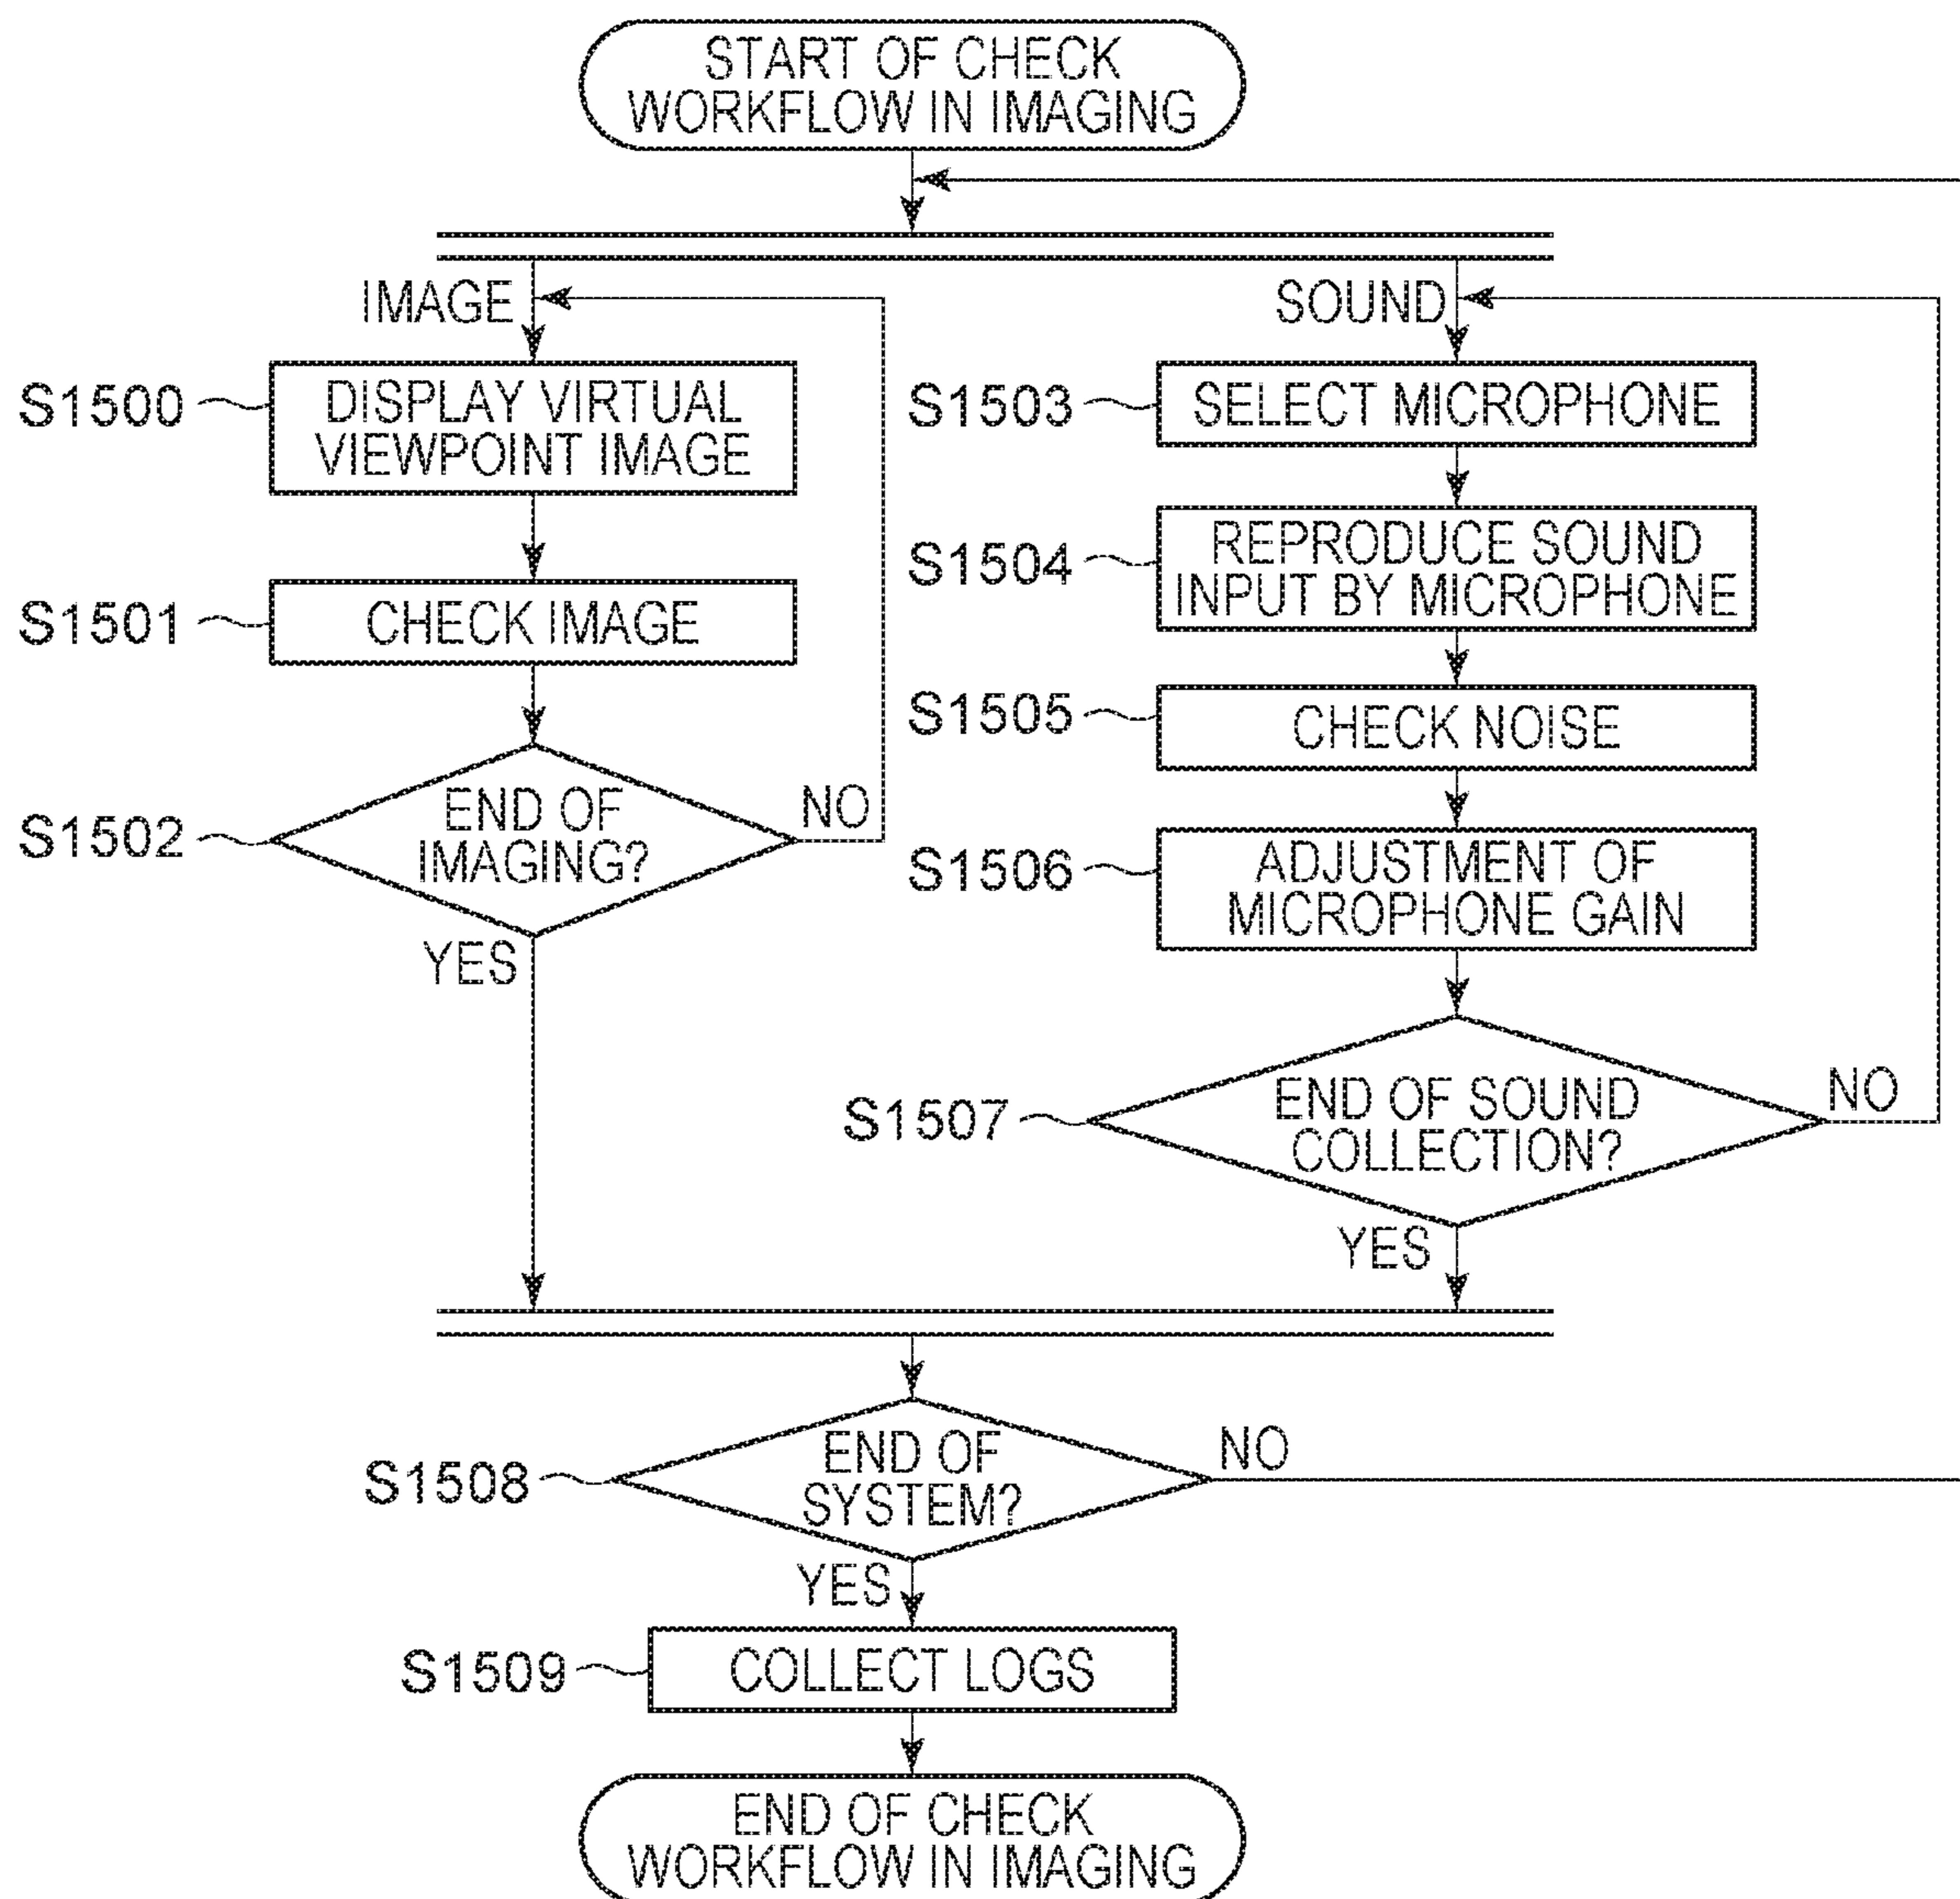 START OF CHECK
WORKFLOW IN IMAGING
IMAGE
S1500
DISPLAY VIRTUAL
VIEWPOINT IMAGE
S1501
CHECK IMAGE
S1502
END OF
IMAGING?
NO
YES
SOUND
S1503
SELECT MICROPHONE
S1504
REPRODUCE SOUND
INPUT BY MICROPHONE
S1505
CHECK NOISE
S1506
ADJUSTMENT OF
MICROPHONE GAIN
S1507
END OF SOUND
COLLECTION?
NO
YES
S1508
END OF
SYSTEM?
NO
YES
S1509
COLLECT LOGS
END OF CHECK
WORKFLOW IN IMAGING